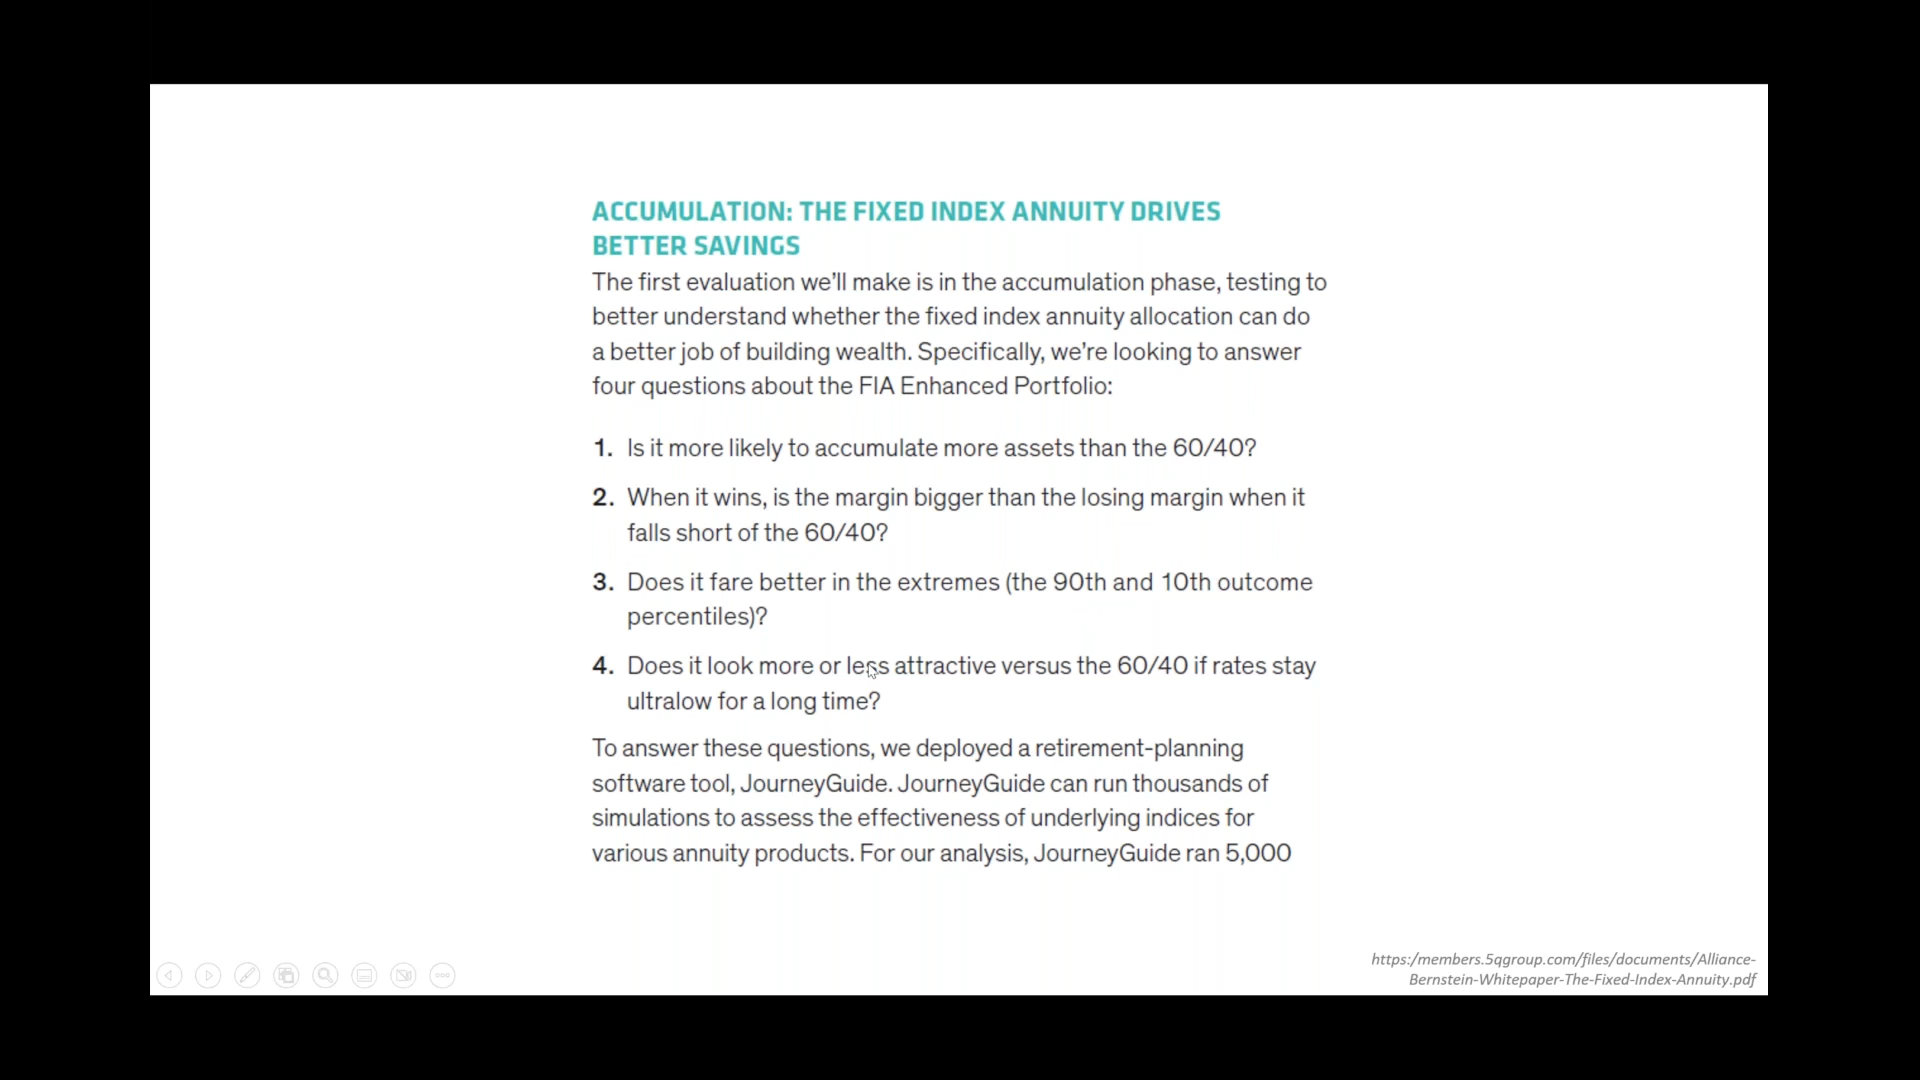 ACCUMULATION: THE FIXED INDEX ANNUITY DRIVES
BETTER SAVINGS
The first evaluation we'll make is in the accumulation phase, testing to
better understand whether the fixed index annuity allocation can do
a better job of building wealth. Specifically, we're looking to answer
four questions about the FIA Enhanced Portfolio:
1. Is it more likely to accumulate more assets than the 60/40?
2. When it wins, is the margin bigger than the losing margin when it
falls short of the 60/40?
3. Does it fare better in the extremes (the 90th and 10th outcome
percentiles)?
4. Does it look more or less attractive versus the 60/40 if rates stay
ultralow for a long time?
To answer these questions, we deployed a retirement-planning
software tool, JourneyGuide. JourneyGuide can run thousands of
simulations to assess the effectiveness of underlying indices for
various annuity products. For our analysis, JourneyGuide ran 5,000
https:/members.5qgroup.com/files/documents/Alliance-
Bernstein-Whitepaper-The-Fixed-Index-Annuity.pdf